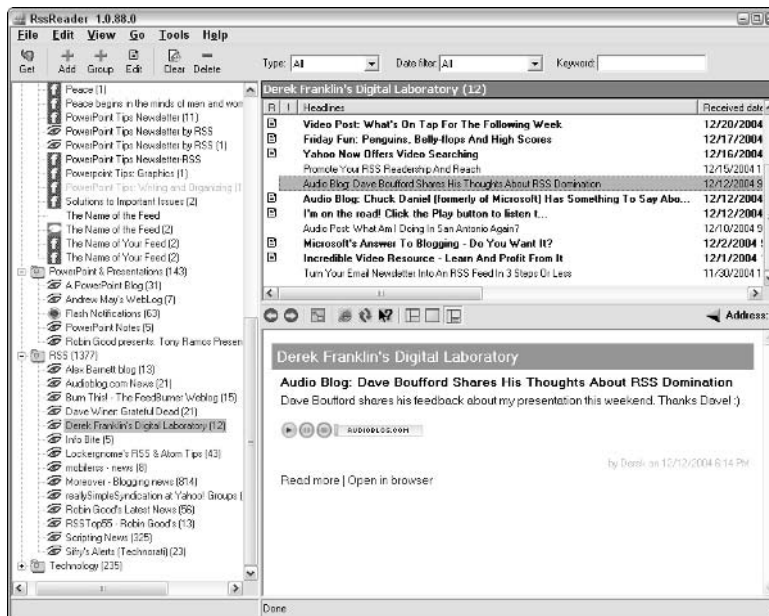 RssReader 1.0.88.0
File Edit View Go Tools Help
Get Add Group Edit Clear Delete
Type: All Date filter: All Keyword:
Peace (1)
Peace begins in the minds of men and wom
PowerPoint Tips Newsletter (11)
PowerPoint Tips Newsletter by RSS
PowerPoint Tips Newsletter by RSS (1)
PowerPoint Tips Newsletter-RSS
Powerpoint Tips: Graphics (1)
PowerPoint Tips: Writing and Organizing (1
Solutions to Important Issues (2)
The Name of the Feed
The Name of the Feed (2)
The Name of Your Feed (2)
The Name of Your Feed (2)
PowerPoint & Presentations (143)
A PowerPoint Blog (31)
Andrew May's WebLog (7)
Flash Notifications (63)
PowerPoint Notes (5)
Robin Good presents. Tony Ramos Presen
RSS (1377)
Alex Barnett blog (13)
Audioblog.com News (21)
Burn This! - The FeedBurner Weblog (15)
Dave Winer: Grateful Dead (21)
Derek Franklin's Digital Laboratory (12)
Info Bite (5)
Lockergnome's RSS & Atom Tips (43)
mobilerss - news (8)
Moreover - Blogging news (814)
reallySimpleSyndication at Yahoo! Groups (
Robin Good's Latest News (56)
RSSTop55 - Robin Good's (13)
Scripting News (325)
Sifry's Alerts (Technorati) (23)
Technology (235)
Derek Franklin's Digital Laboratory (12)
R ! Headlines Received date
Video Post: What's On Tap For The Following Week 12/20/2004
Friday Fun: Penguins, Belly-flops And High Scores 12/17/2004
Yahoo Now Offers Video Searching 12/16/2004
Promote Your RSS Readership And Reach 12/15/2004 1
Audio Blog: Dave Boufford Shares His Thoughts About RSS Domination 12/12/2004 9
Audio Blog: Chuck Daniel (formerly of Microsoft) Has Something To Say Abo... 12/12/2004
I'm on the road! Click the Play button to listen t... 12/12/2004
Audio Post: What Am I Doing In San Antonio Again? 12/10/2004 9
Microsoft's Answer To Blogging - Do You Want It? 12/2/2004
Incredible Video Resource - Learn And Profit From It 12/1/2004
Turn Your Email Newsletter Into An RSS Feed In 3 Steps Or Less 11/30/2004 1
Address:
Derek Franklin's Digital Laboratory
Audio Blog: Dave Boufford Shares His Thoughts About RSS Domination
Dave Boufford shares his feedback about my presentation this weekend. Thanks Dave! :)
AUDIOBLOG.COM
by Derek on 12/12/2004 6:14 PM
Read more | Open in browser
Done